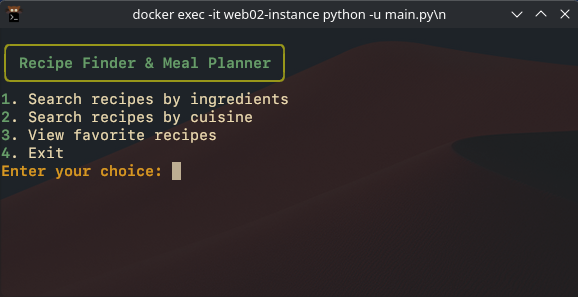 docker exec -it web02-instance python -u main.py\n
Recipe Finder & Meal Planner
1. Search recipes by ingredients
2. Search recipes by cuisine
3. View favorite recipes
4. Exit
Enter your choice: